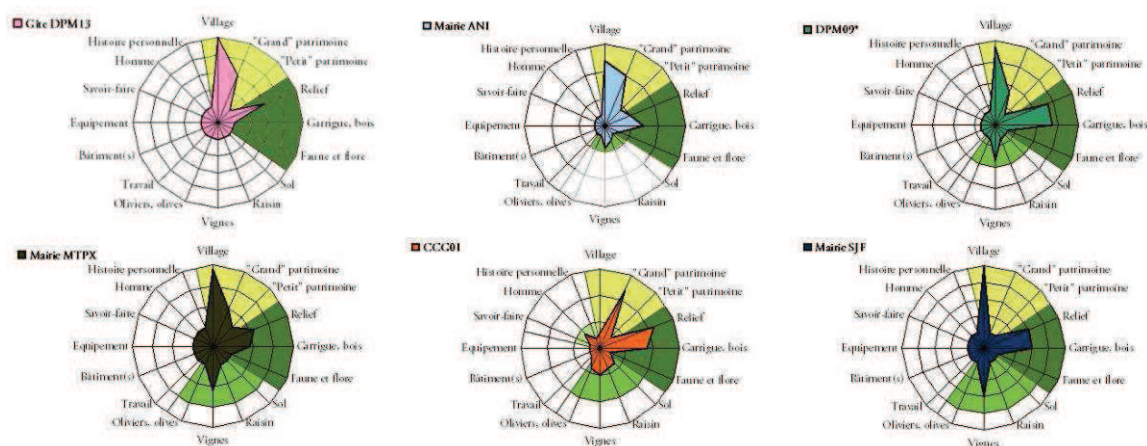 Gîte DPM13
Village
"Grand" patrimoine
"Petit" patrimoine
Relief
Garrigue, bois
Faune et flore
Sol
Raisin
Vignes
Oliviers, olives
Travail
Bâtiment(s)
Equipement
Savoir-faire
Homme
Histoire personnelle
Mairie ANI
Village
"Grand" patrimoine
"Petit" patrimoine
Relief
Garrigue, bois
Faune et flore
Sol
Raisin
Vignes
Oliviers, olives
Travail
Bâtiment(s)
Equipement
Savoir-faire
Homme
Histoire personnelle
DPM09*
Village
"Grand" patrimoine
"Petit" patrimoine
Relief
Garrigue, bois
Faune et flore
Sol
Raisin
Vignes
Oliviers, olives
Travail
Bâtiment(s)
Equipement
Savoir-faire
Homme
Histoire personnelle
Mairie MTPX
Village
"Grand" patrimoine
"Petit" patrimoine
Relief
Garrigue, bois
Faune et flore
Sol
Raisin
Vignes
Oliviers, olives
Travail
Bâtiment(s)
Equipement
Savoir-faire
Homme
Histoire personnelle
CCG01
Village
"Grand" patrimoine
"Petit" patrimoine
Relief
Garrigue, bois
Faune et flore
Sol
Raisin
Vignes
Oliviers, olives
Travail
Bâtiment(s)
Equipement
Savoir-faire
Homme
Histoire personnelle
Mairie SJF
Village
"Grand" patrimoine
"Petit" patrimoine
Relief
Garrigue, bois
Faune et flore
Sol
Raisin
Vignes
Oliviers, olives
Travail
Bâtiment(s)
Equipement
Savoir-faire
Homme
Histoire personnelle